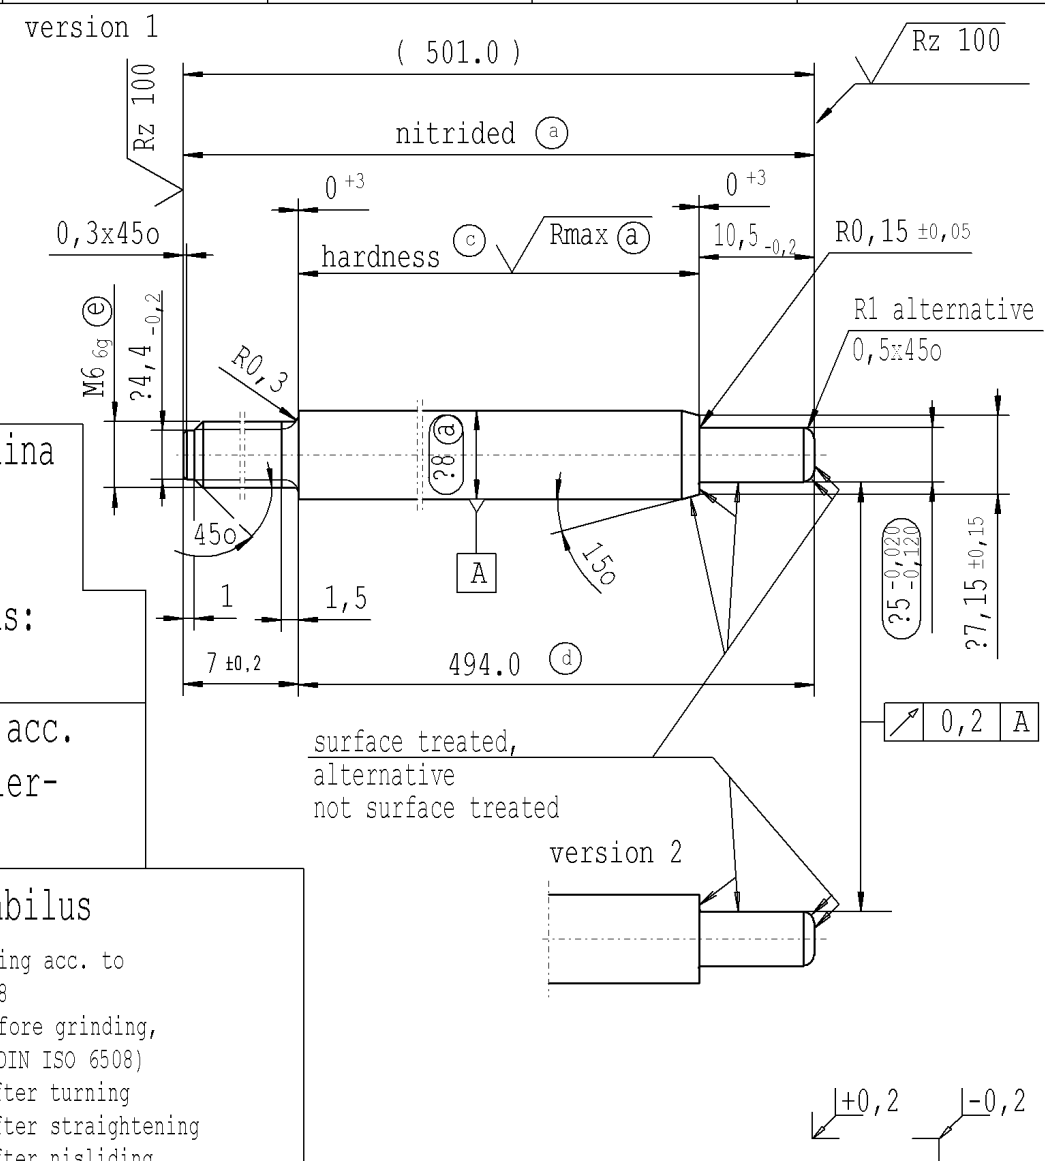 version 1
( 501.0 )
Rz 100
Rz 100
nitrided a
0 +3
0 +3
0,3x45o
hardness c
Rmax a
10,5 -0,2
R0,15 ±0,05
M6 6g e
?4,4 -0,2
R0,3
R1 alternative
0,5x45o
?8 a
45o
A
15o
1
1,5
?5 -0,020
-0,120
?7,15 ±0,15
7 ±0,2
494.0 d
0,2 A
surface treated,
alternative
not surface treated
version 2
ina
s:
acc.
er-
bilus
ing acc. to
8
fore grinding,
DIN ISO 6508)
fter turning
fter straightening
fter nisliding
+0,2
-0,2